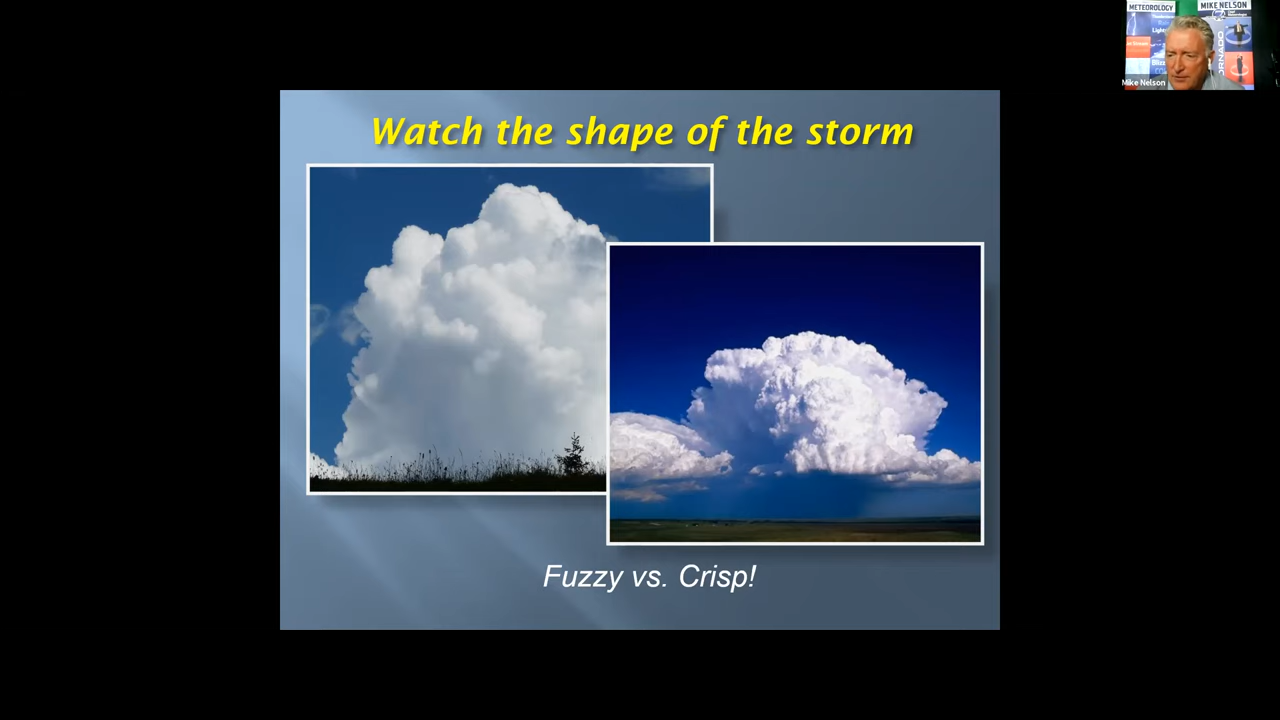 Watch the shape of the storm
Fuzzy vs. Crisp!
METEOROLOGY
MIKE NELSON
Mike Nelson